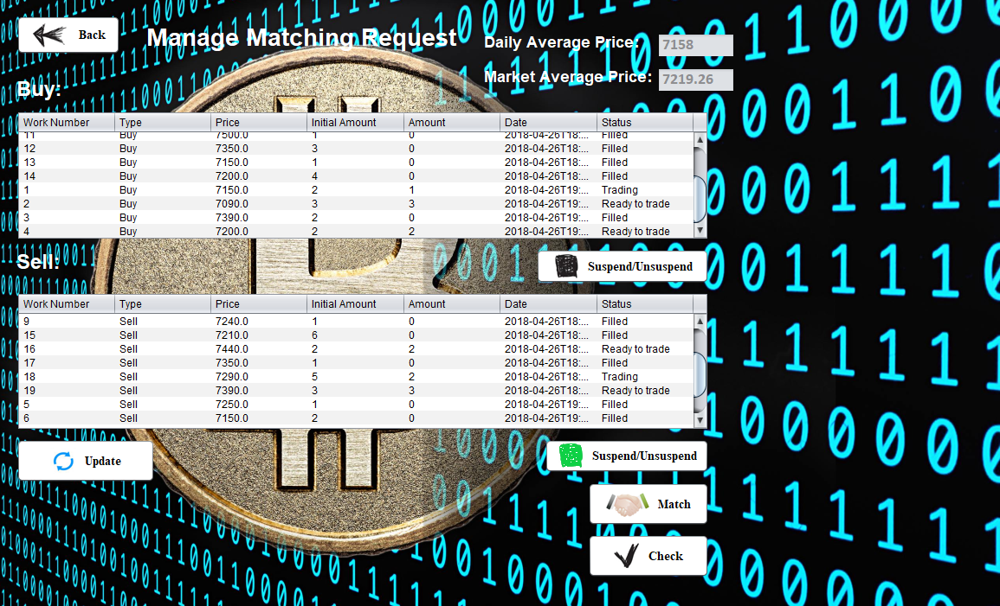 Back
Manage Matching Request
Daily Average Price: 7158
Market Average Price: 7219.26
Buy:
Work Number Type Price Initial Amount Amount Date Status
11 Buy 7500.0 1 0 2018-04-26T18:... Filled
12 Buy 7350.0 3 0 2018-04-26T18:... Filled
13 Buy 7150.0 1 0 2018-04-26T18:... Filled
14 Buy 7200.0 4 0 2018-04-26T18:... Filled
1 Buy 7150.0 2 1 2018-04-26T19:... Trading
2 Buy 7090.0 3 3 2018-04-26T19:... Ready to trade
3 Buy 7390.0 2 0 2018-04-26T19:... Filled
4 Buy 7200.0 2 2 2018-04-26T19:... Ready to trade
Sell:
Suspend/Unsuspend
Work Number Type Price Initial Amount Amount Date Status
9 Sell 7240.0 1 0 2018-04-26T18:... Filled
15 Sell 7210.0 6 0 2018-04-26T18:... Filled
16 Sell 7440.0 2 2 2018-04-26T18:... Ready to trade
17 Sell 7350.0 1 0 2018-04-26T18:... Filled
18 Sell 7290.0 5 2 2018-04-26T18:... Trading
19 Sell 7390.0 3 3 2018-04-26T18:... Ready to trade
5 Sell 7250.0 1 0 2018-04-26T19:... Filled
6 Sell 7150.0 2 0 2018-04-26T19:... Filled
Update
Suspend/Unsuspend
Match
Check